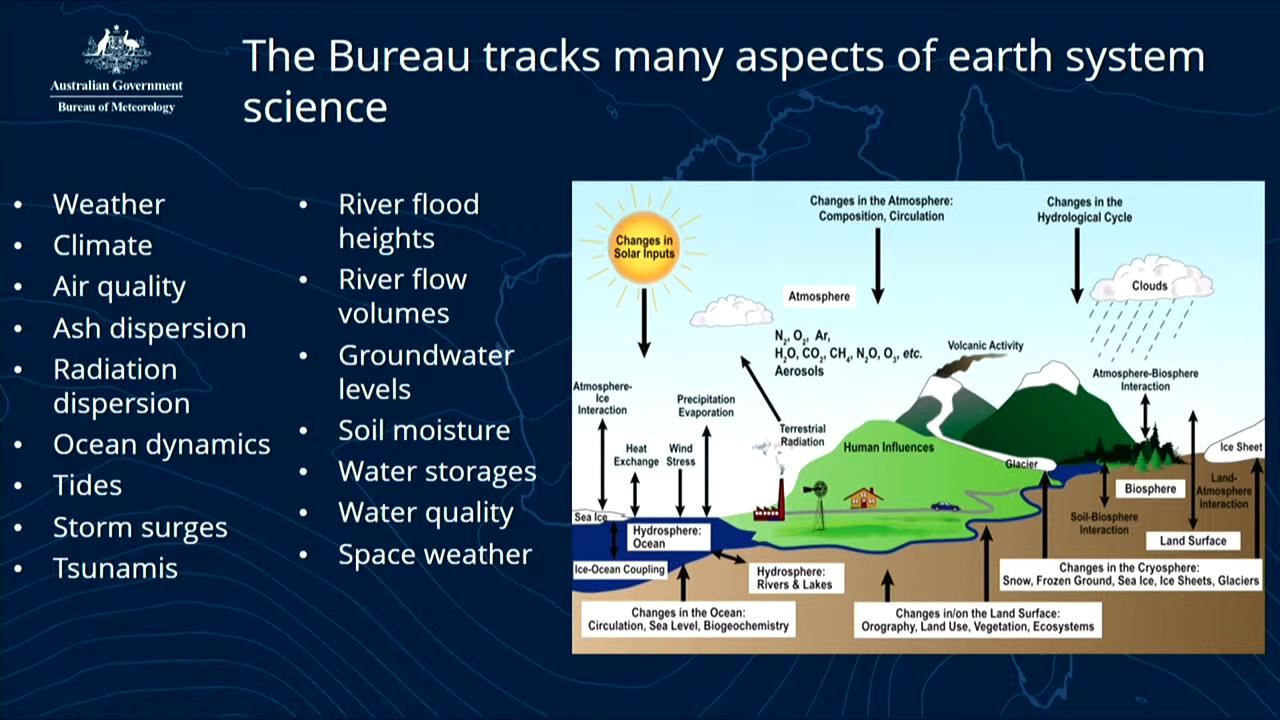 Australian Government
Bureau of Meteorology
The Bureau tracks many aspects of earth system
science
• Weather
• Climate
• Air quality
• Ash dispersion
• Radiation
dispersion
• Ocean dynamics
• Tides
• Storm surges
• Tsunamis
• River flood
heights
• River flow
volumes
• Groundwater
levels
• Soil moisture
• Water storages
• Water quality
• Space weather
Changes in
Solar Inputs
Changes in the Atmosphere:
Composition, Circulation
Changes in the
Hydrological Cycle
Clouds
Atmosphere
N₂, O₂, Ar,
H₂O, CO₂, CH₄, N₂O, O₃, etc.
Aerosols
Volcanic Activity
Atmosphere-Biosphere
Interaction
Atmosphere-
Ice
Interaction
Precipitation
Evaporation
Heat
Exchange
Wind
Stress
Terrestrial
Radiation
Human Influences
Glacier
Ice Sheet
Biosphere
Land-
Atmosphere
Interaction
Soil-Biosphere
Interaction
Land Surface
Sea Ice
Hydrosphere:
Ocean
Ice-Ocean Coupling
Hydrosphere:
Rivers & Lakes
Changes in the Cryosphere:
Snow, Frozen Ground, Sea Ice, Ice Sheets, Glaciers
Changes in the Ocean:
Circulation, Sea Level, Biogeochemistry
Changes in/on the Land Surface:
Orography, Land Use, Vegetation, Ecosystems